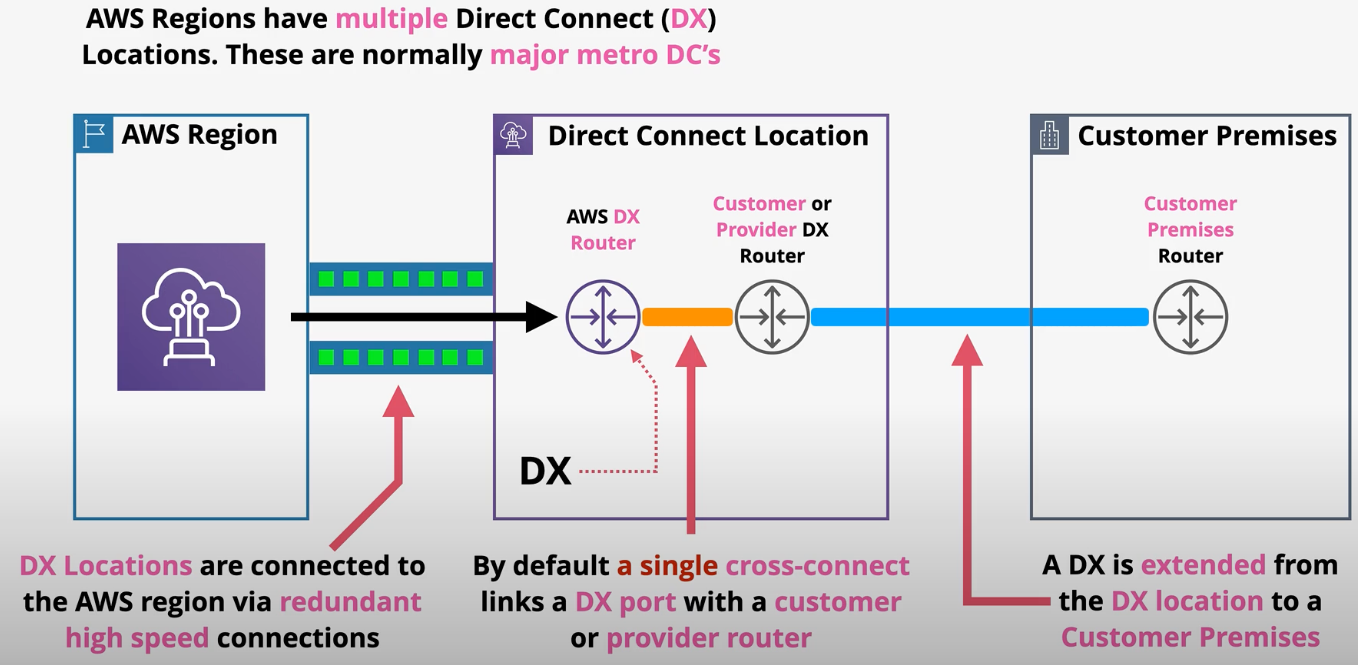 AWS Regions have multiple Direct Connect (DX)
Locations. These are normally major metro DC’s
AWS Region
Direct Connect Location
Customer Premises
AWS DX
Router
Customer or
Provider DX
Router
Customer
Premises
Router
DX
DX Locations are connected to
the AWS region via redundant
high speed connections
By default a single cross-connect
links a DX port with a customer
or provider router
A DX is extended from
the DX location to a
Customer Premises